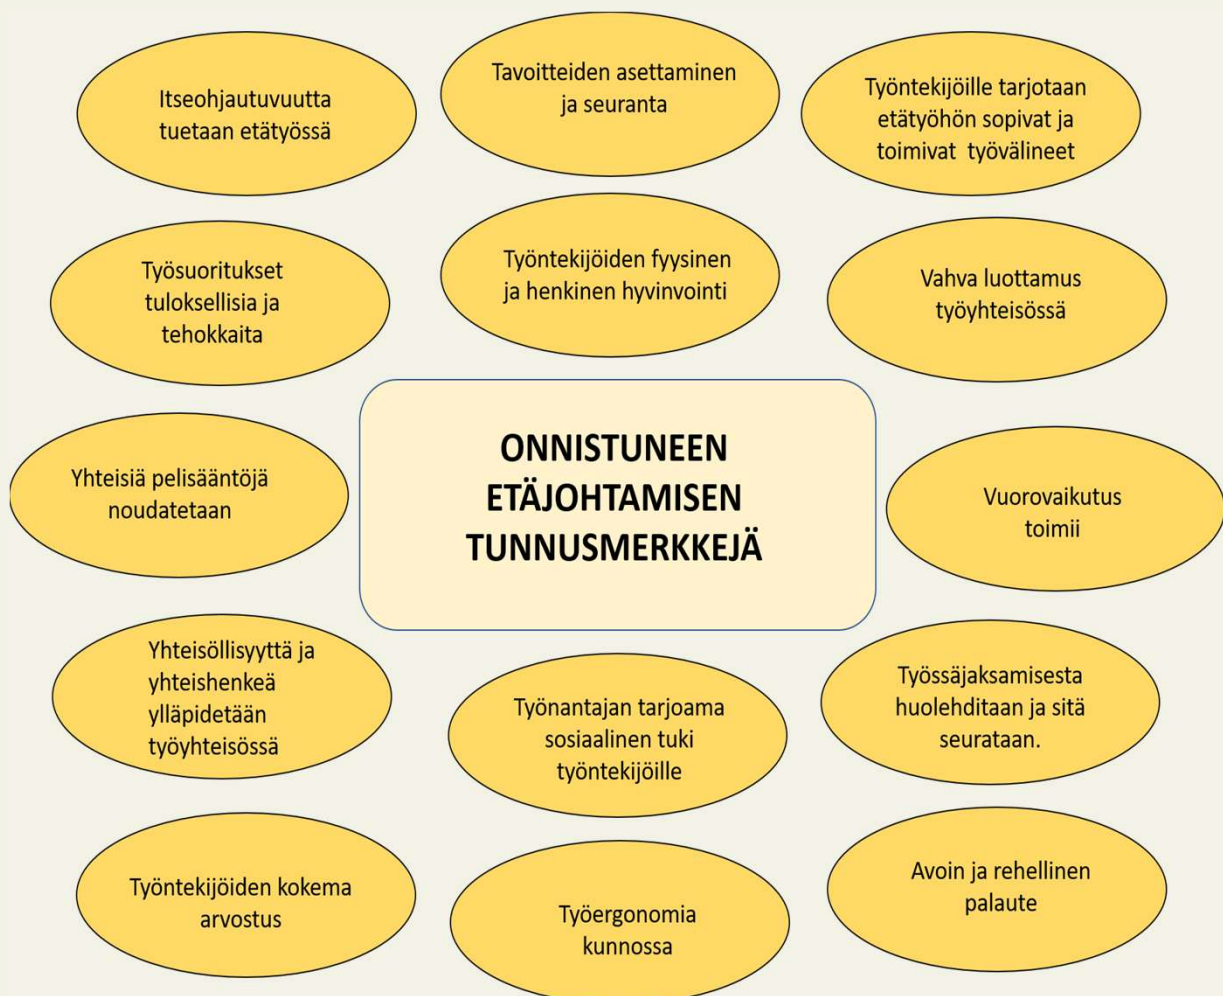 Itseohjautuvuutta
tuetaan etätyössä
Tavoitteiden asettaminen
ja seuranta
Työntekijöille tarjotaan
etätyöhön sopivat ja
toimivat työvälineet
Työsuoritukset
tuloksellisia ja
tehokkaita
Työntekijöiden fyysinen
ja henkinen hyvinvointi
Vahva luottamus
työyhteisössä
Yhteisiä pelisääntöjä
noudatetaan
ONNISTUNEEN
ETÄJOHTAMISEN
TUNNUSMERKKEJÄ
Vuorovaikutus
toimii
Yhteisöllisyyttä ja
yhteishenkeä
ylläpidetään
työyhteisössä
Työnantajan tarjoama
sosiaalinen tuki
työntekijöille
Työssäjaksamisesta
huolehditaan ja sitä
seurataan.
Työntekijöiden kokema
arvostus
Työergonomia
kunnossa
Avoin ja rehellinen
palaute